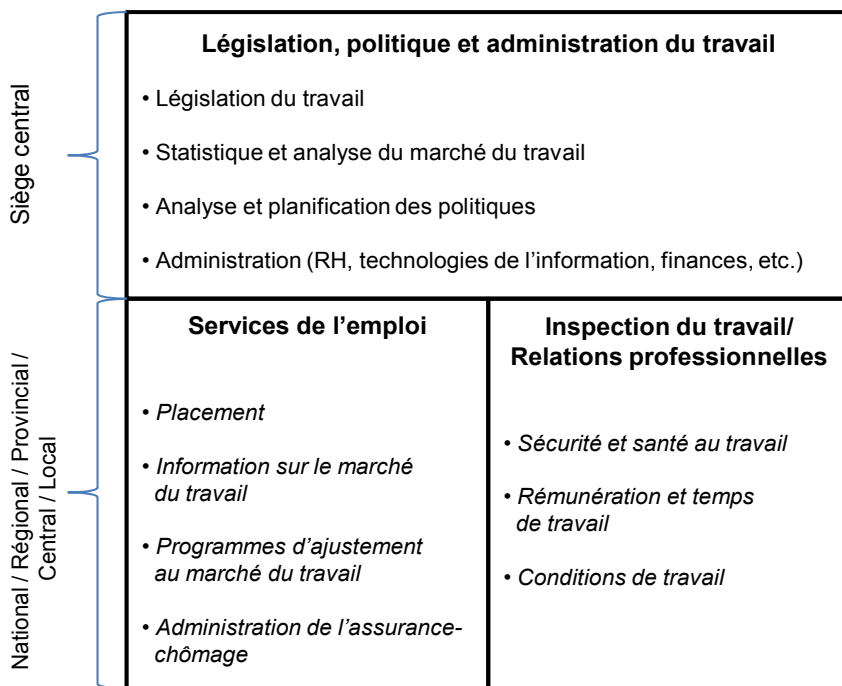 Siège central
Législation, politique et administration du travail
• Législation du travail
• Statistique et analyse du marché du travail
• Analyse et planification des politiques
• Administration (RH, technologies de l’information, finances, etc.)
National / Régional / Provincial /
Central / Local
Services de l’emploi
• Placement
• Information sur le marché
du travail
• Programmes d’ajustement
au marché du travail
• Administration de l’assurance-
chômage
Inspection du travail/
Relations professionnelles
• Sécurité et santé au travail
• Rémunération et temps
de travail
• Conditions de travail